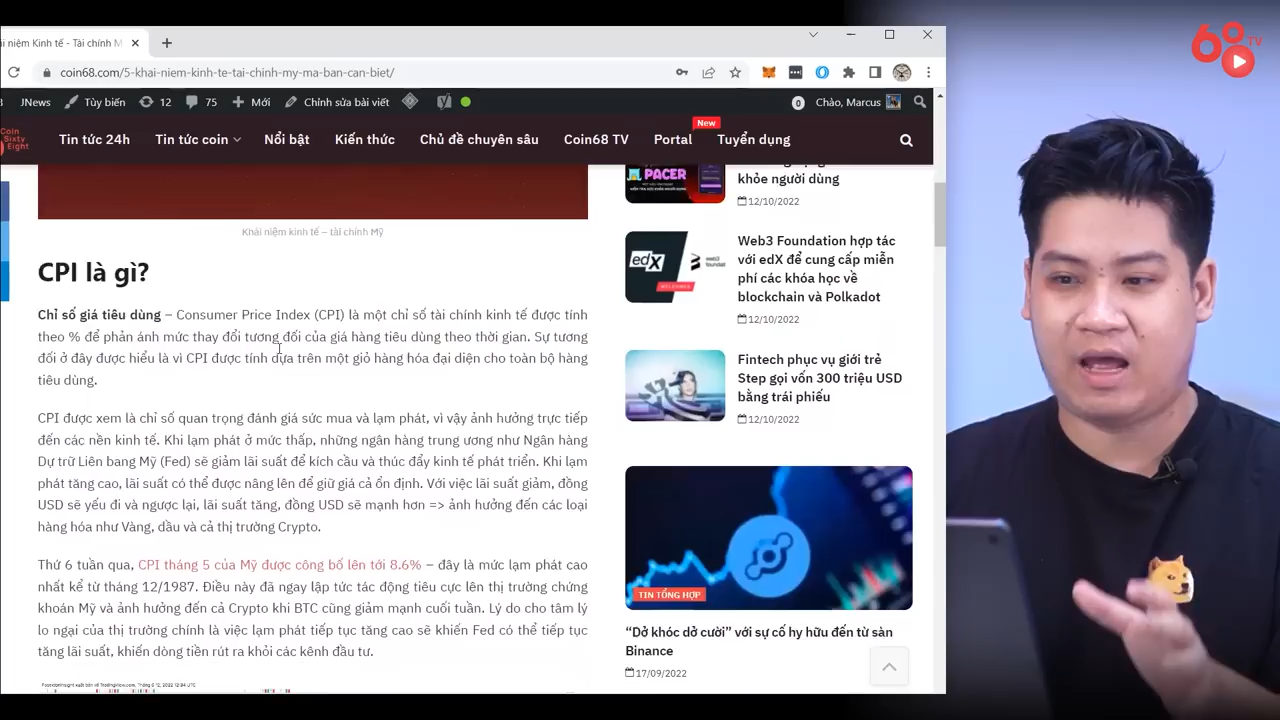 ái niệm Kinh tế - Tài chính M
coin68.com/5-khai-niem-kinh-te-tai-chinh-my-ma-ban-can-biet/
JNews
Tùy biến
12
75
Mới
Chỉnh sửa bài viết
0
Chào, Marcus
Coin
Sixty
Eight
Tin tức 24h
Tin tức coin
Nổi bật
Kiến thức
Chủ đề chuyên sâu
Coin68 TV
Portal
New
Tuyển dụng
Khái niệm kinh tế – tài chính Mỹ
CPI là gì?
Chỉ số giá tiêu dùng – Consumer Price Index (CPI) là một chỉ số tài chính kinh tế được tính
theo % để phản ánh mức thay đổi tương đối của giá hàng tiêu dùng theo thời gian. Sự tương
đối ở đây được hiểu là vì CPI được tính dựa trên một giỏ hàng hóa đại diện cho toàn bộ hàng
tiêu dùng.
CPI được xem là chỉ số quan trọng đánh giá sức mua và lạm phát, vì vậy ảnh hưởng trực tiếp
đến các nền kinh tế. Khi lạm phát ở mức thấp, những ngân hàng trung ương như Ngân hàng
Dự trữ Liên bang Mỹ (Fed) sẽ giảm lãi suất để kích cầu và thúc đẩy kinh tế phát triển. Khi lạm
phát tăng cao, lãi suất có thể được nâng lên để giữ giá cả ổn định. Với việc lãi suất giảm, đồng
USD sẽ yếu đi và ngược lại, lãi suất tăng, đồng USD sẽ mạnh hơn => ảnh hưởng đến các loại
hàng hóa như Vàng, dầu và cả thị trường Crypto.
Thứ 6 tuần qua, CPI tháng 5 của Mỹ được công bố lên tới 8.6% – đây là mức lạm phát cao
nhất kể từ tháng 12/1987. Điều này đã ngay lập tức tác động tiêu cực lên thị trường chứng
khoán Mỹ và ảnh hưởng đến cả Crypto khi BTC cũng giảm mạnh cuối tuần. Lý do cho tâm lý
lo ngại của thị trường chính là việc lạm phát tiếp tục tăng cao sẽ khiến Fed có thể tiếp tục
tăng lãi suất, khiến dòng tiền rút ra khỏi các kênh đầu tư.
PACER
khỏe người dùng
12/10/2022
edX
web3
foundat
Web3 Foundation hợp tác
với edX để cung cấp miễn
phí các khóa học về
blockchain và Polkadot
12/10/2022
Fintech phục vụ giới trẻ
Step gọi vốn 300 triệu USD
bằng trái phiếu
12/10/2022
TIN TỔNG HỢP
“Dở khóc dở cười” với sự cố hy hữu đến từ sàn
Binance
17/09/2022
68
TV